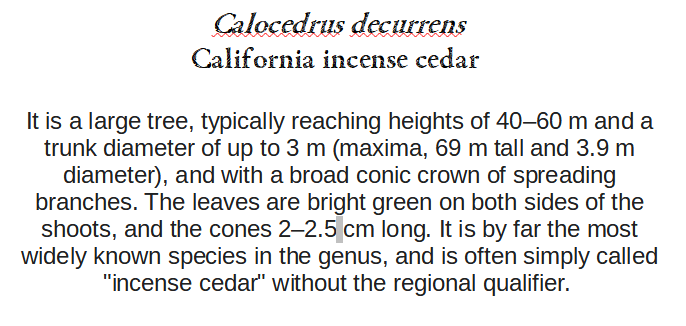 Calocedrus decurrens
California incense cedar
It is a large tree, typically reaching heights of 40–60 m and a
trunk diameter of up to 3 m (maxima, 69 m tall and 3.9 m
diameter), and with a broad conic crown of spreading
branches. The leaves are bright green on both sides of the
shoots, and the cones 2–2.5 cm long. It is by far the most
widely known species in the genus, and is often simply called
"incense cedar" without the regional qualifier.